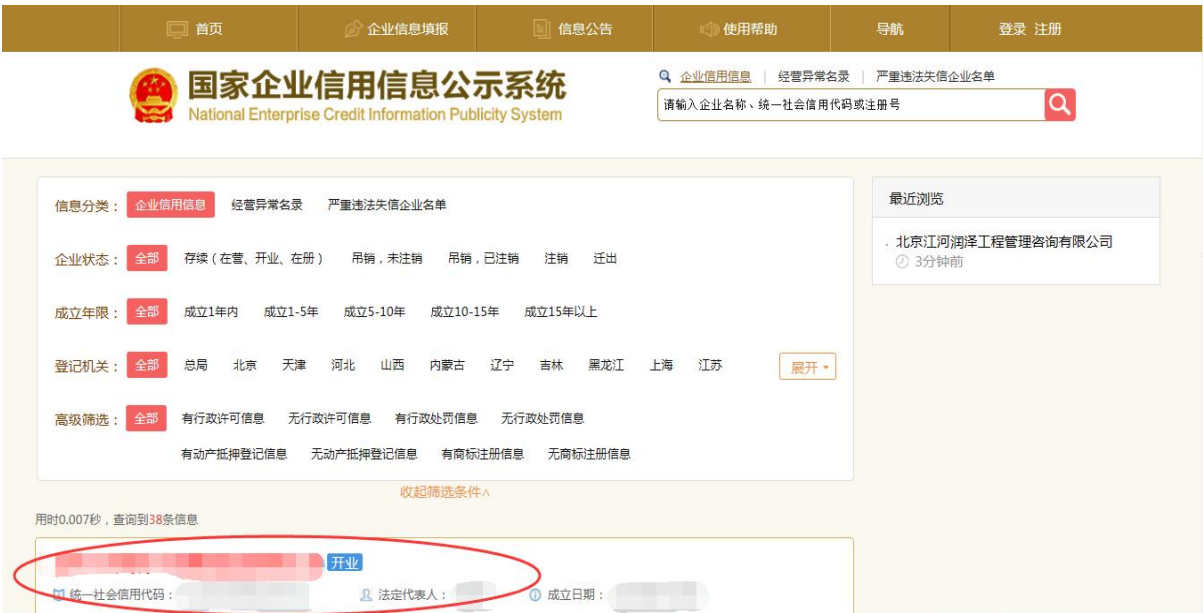 首页 企业信息填报 信息公告 使用帮助 导航 登录 注册
国家企业信用信息公示系统
National Enterprise Credit Information Publicity System
企业信用信息 | 经营异常名录 | 严重违法失信企业名单
请输入企业名称、统一社会信用代码或注册号
信息分类： 企业信用信息 经营异常名录 严重违法失信企业名单
企业状态： 全部 存续（在营、开业、在册） 吊销，未注销 吊销，已注销 注销 迁出
成立年限： 全部 成立1年内 成立1-5年 成立5-10年 成立10-15年 成立15年以上
登记机关： 全部 总局 北京 天津 河北 山西 内蒙古 辽宁 吉林 黑龙江 上海 江苏 展开
高级筛选： 全部 有行政许可信息 无行政许可信息 有行政处罚信息 无行政处罚信息
有动产抵押登记信息 无动产抵押登记信息 有商标注册信息 无商标注册信息
收起筛选条件
最近浏览
北京江河润泽工程管理咨询有限公司
3分钟前
用时0.007秒，查询到38条信息
开业
统一社会信用代码： 法定代表人： 成立日期：